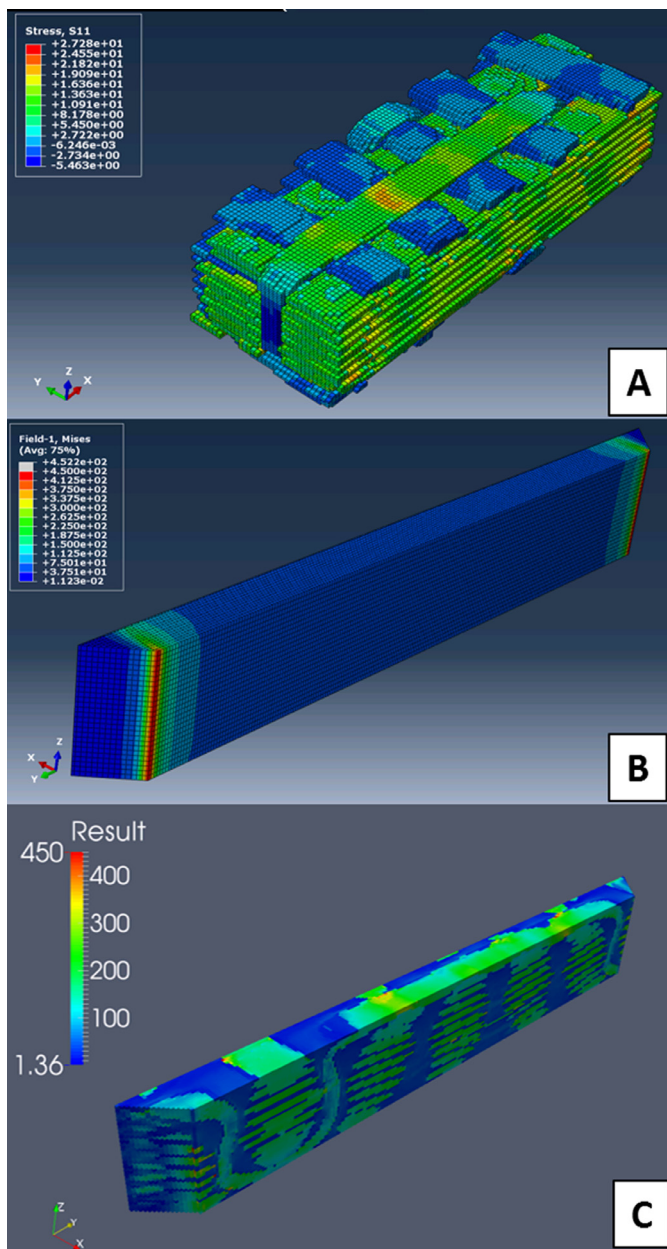 Stress, S11
+2.728e+01
+2.455e+01
+2.182e+01
+1.909e+01
+1.636e+01
+1.363e+01
+1.091e+01
+8.178e+00
+5.450e+00
+2.722e+00
-6.246e-03
-2.734e+00
-5.463e+00
Z
Y
X
A
Field-1, Mises
(Avg: 75%)
+4.522e+02
+4.500e+02
+4.125e+02
+3.750e+02
+3.375e+02
+3.000e+02
+2.625e+02
+2.250e+02
+1.875e+02
+1.500e+02
+1.125e+02
+7.501e+01
+3.751e+01
+1.123e-02
Z
X
Y
B
Result
450
400
300
200
100
1.36
Z
Y
X
C